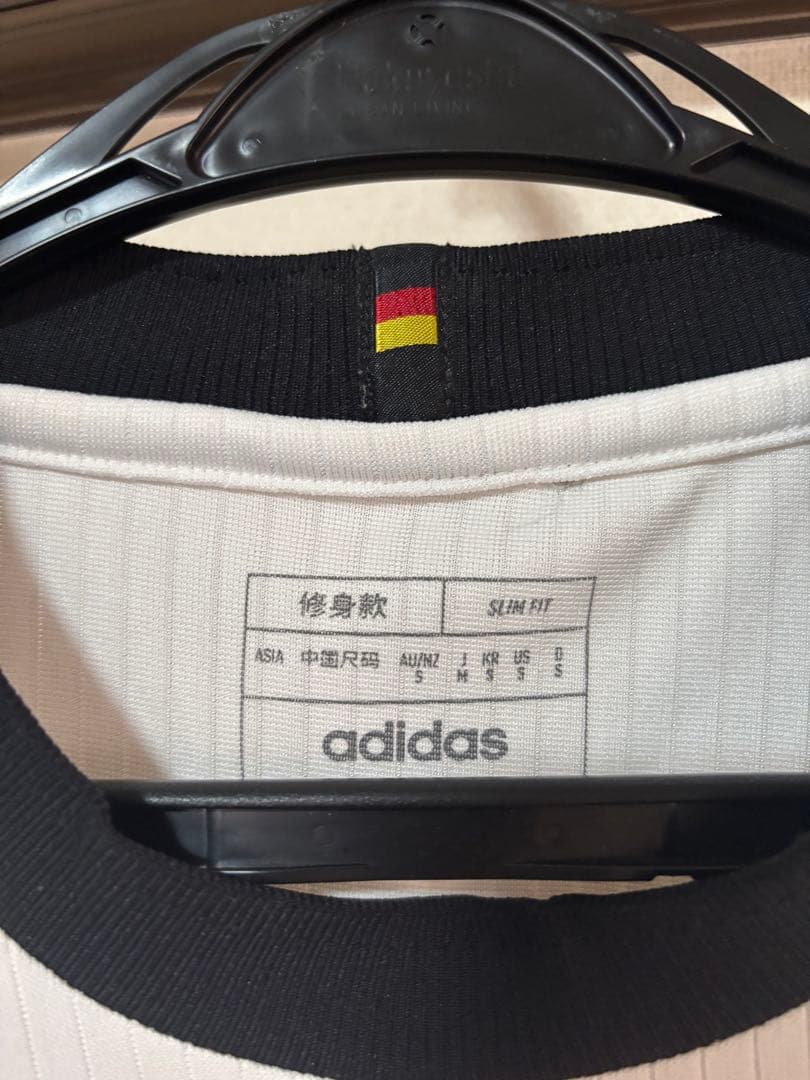 修身款 SLIM FIT
ASIA 中国尺码 AU/NZ J KR US D
S M S S S
adidas